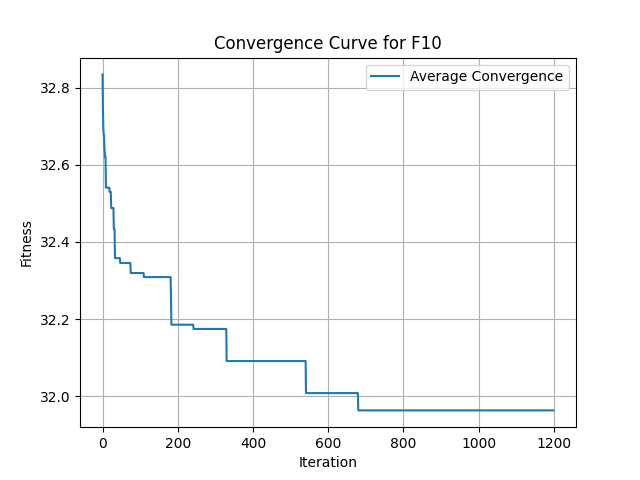 Convergence Curve for F10
Average Convergence
Fitness
32.8
32.6
32.4
32.2
32.0
0 200 400 600 800 1000 1200
Iteration